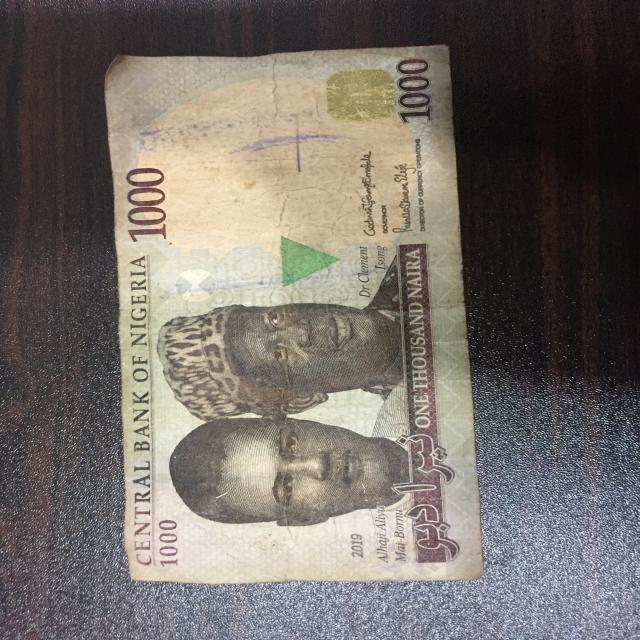 CENTRAL BANK OF NIGERIA
1000
1000
2019
Alhaji Aliyu
Mai-Bornu
Dr Clement
Isong
GOVERNOR
DIRECTOR OF CURRENCY OPERATIONS
ONE THOUSAND NAIRA
1000